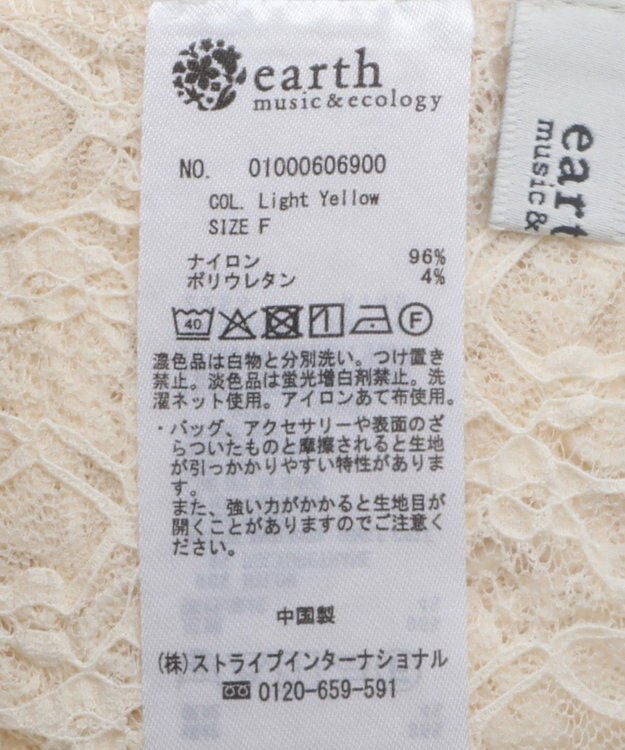 earth
music&ecology
NO. 01000606900
COL. Light Yellow
SIZE F
ナイロン 96%
ポリウレタン 4%
40
F
濃色品は白物と分別洗い。つけ置き
禁止。淡色品は蛍光増白剤禁止。洗
濯ネット使用。アイロンあて布使用。
・バッグ、アクセサリーや表面のざ
らついたものと摩擦されると生地
が引っかかりやすい特性がありま
す。
また、強い力がかかると生地目が
開くことがありますのでご注意く
ださい。
中国製
(株)ストライプインターナショナル
0120-659-591
eart
music&